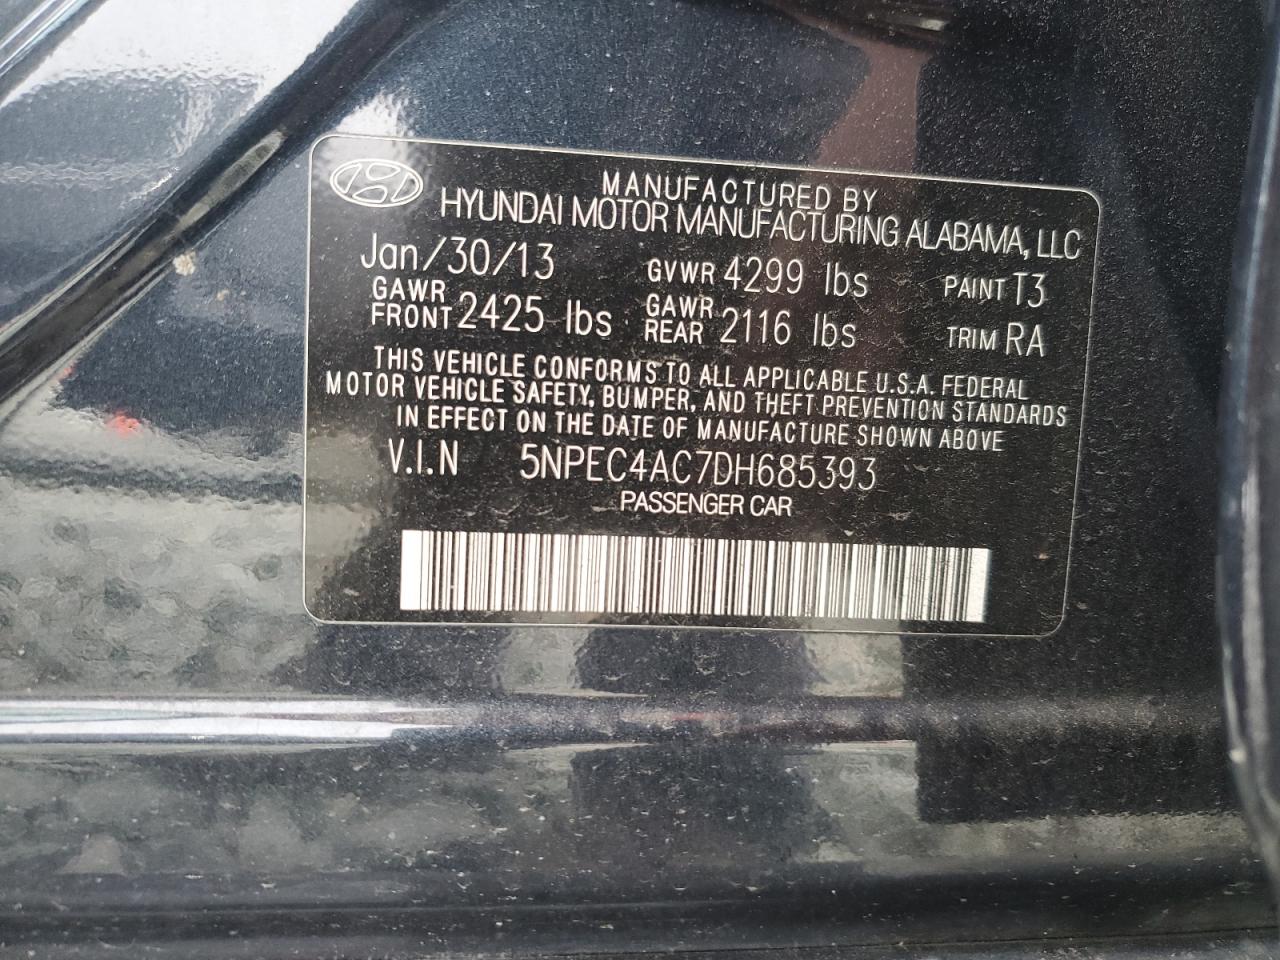 MANUFACTURED BY
HYUNDAI MOTOR MANUFACTURING ALABAMA, LLC
Jan/30/13 GVWR 4299 lbs PAINT T3
GAWR FRONT 2425 lbs GAWR REAR 2116 lbs TRIM RA
THIS VEHICLE CONFORMS TO ALL APPLICABLE U.S.A. FEDERAL
MOTOR VEHICLE SAFETY, BUMPER, AND THEFT PREVENTION STANDARDS
IN EFFECT ON THE DATE OF MANUFACTURE SHOWN ABOVE
V.I.N 5NPEC4AC7DH685393
PASSENGER CAR